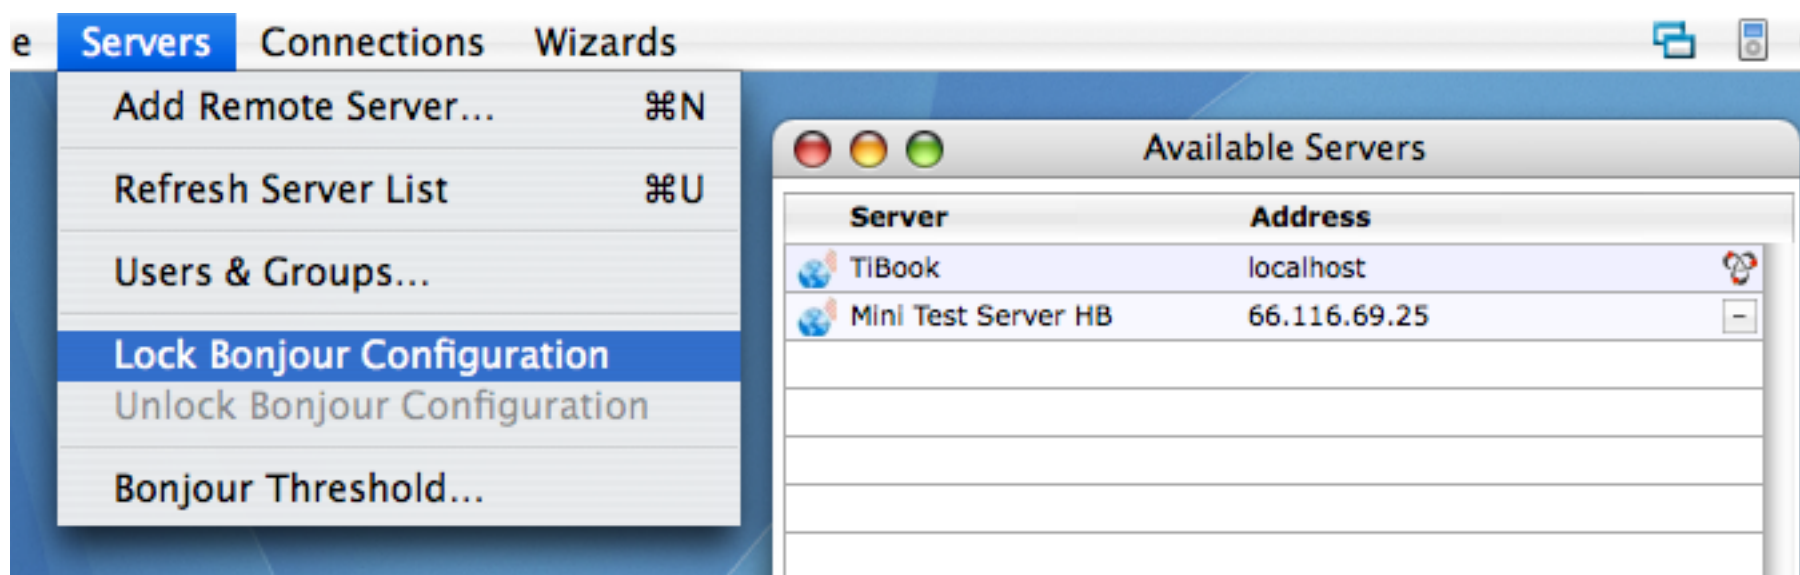 e Servers Connections Wizards
Add Remote Server... ⌘N
Refresh Server List ⌘U
Users & Groups...
Lock Bonjour Configuration
Unlock Bonjour Configuration
Bonjour Threshold...
Available Servers
Server Address
TiBook localhost
Mini Test Server HB 66.116.69.25